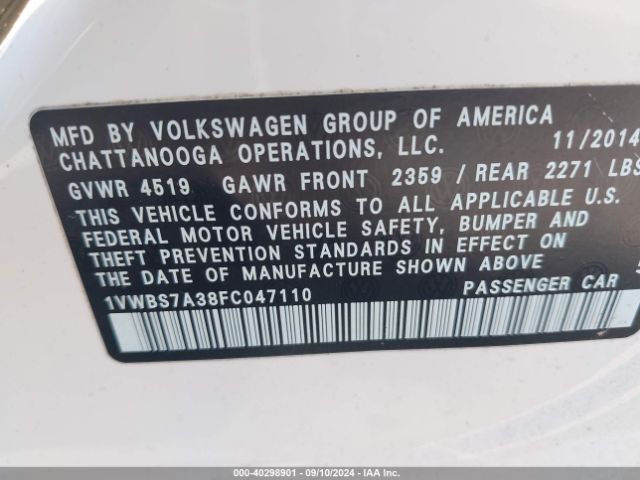 MFD BY VOLKSWAGEN GROUP OF AMERICA
CHATTANOOGA OPERATIONS, LLC. 11/2014
GVWR 4519 GAWR FRONT 2359 / REAR 2271 LBS
THIS VEHICLE CONFORMS TO ALL APPLICABLE U.S.
FEDERAL MOTOR VEHICLE SAFETY, BUMPER AND
THEFT PREVENTION STANDARDS IN EFFECT ON
THE DATE OF MANUFACTURE SHOWN ABOVE
1VWBS7A38FC047110 PASSENGER CAR
000-40298901 - 09/10/2024 - IAA Inc.